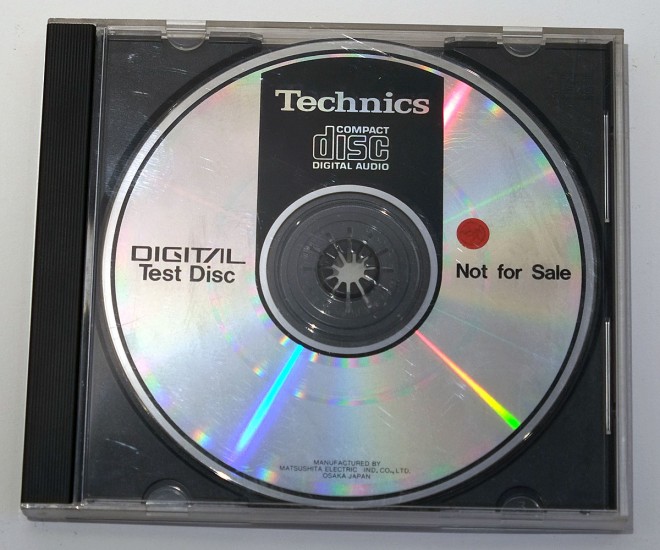 Technics
COMPACT
disc
DIGITAL AUDIO
DIGITAL
Test Disc
Not for Sale
MANUFACTURED BY
MATSUSHITA ELECTRIC IND. CO., LTD.
OSAKA JAPAN